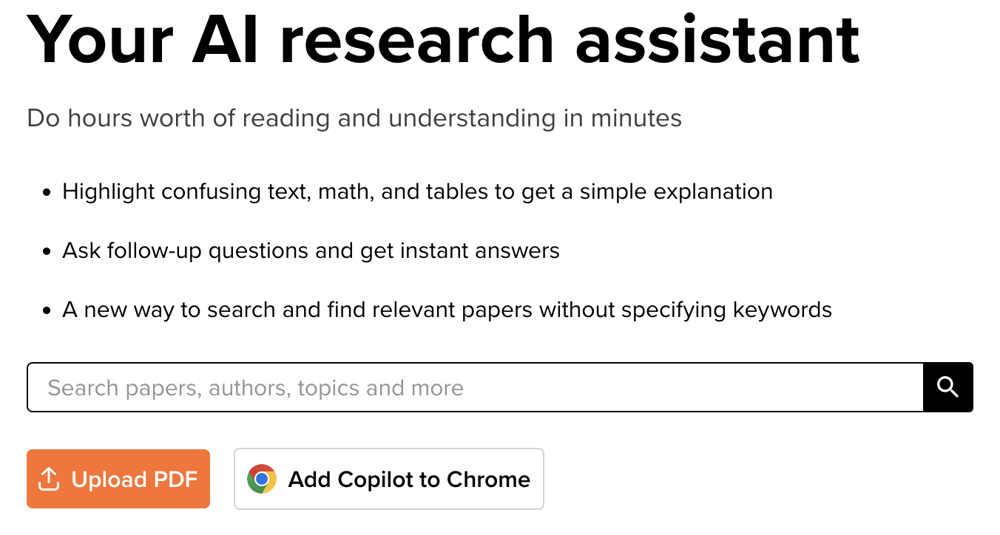 Your AI research assistant
Do hours worth of reading and understanding in minutes
Highlight confusing text, math, and tables to get a simple explanation
Ask follow-up questions and get instant answers
A new way to search and find relevant papers without specifying keywords
Search papers, authors, topics and more
Upload PDF
Add Copilot to Chrome